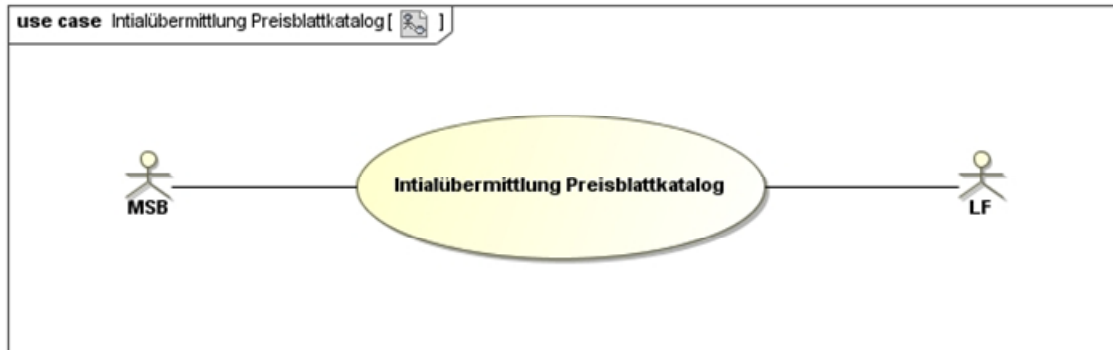 use case Intialübermittlung Preisblattkatalog [ ]
Intialübermittlung Preisblattkatalog
MSB
LF